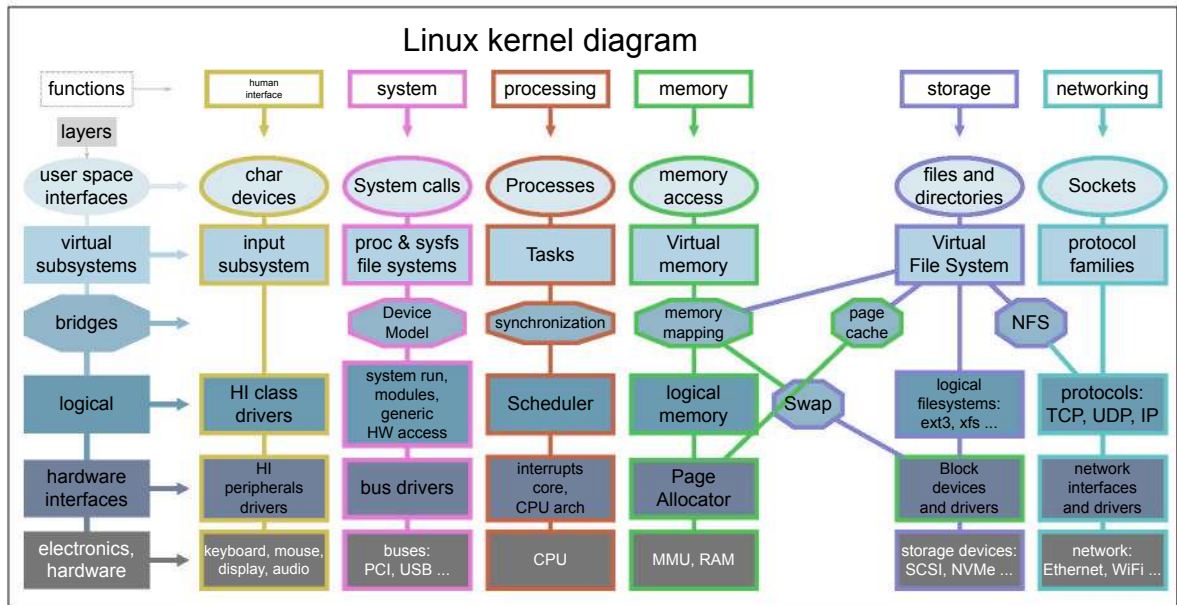 Linux kernel diagram
functions
human
interface
system
processing
memory
storage
networking
layers
user space
interfaces
char
devices
System calls
Processes
memory
access
files and
directories
Sockets
virtual
subsystems
input
subsystem
proc & sysfs
file systems
Tasks
Virtual
memory
Virtual
File System
protocol
families
bridges
Device
Model
synchronization
memory
mapping
page
cache
NFS
logical
HI class
drivers
system run,
modules,
generic
HW access
Scheduler
logical
memory
Swap
logical
filesystems:
ext3, xfs ...
protocols:
TCP, UDP, IP
hardware
interfaces
HI
peripherals
drivers
bus drivers
interrupts
core,
CPU arch
Page
Allocator
Block
devices
and drivers
network
interfaces
and drivers
electronics,
hardware
keyboard, mouse,
display, audio
buses:
PCI, USB ...
CPU
MMU, RAM
storage devices:
SCSI, NVMe ...
network:
Ethernet, WiFi ...